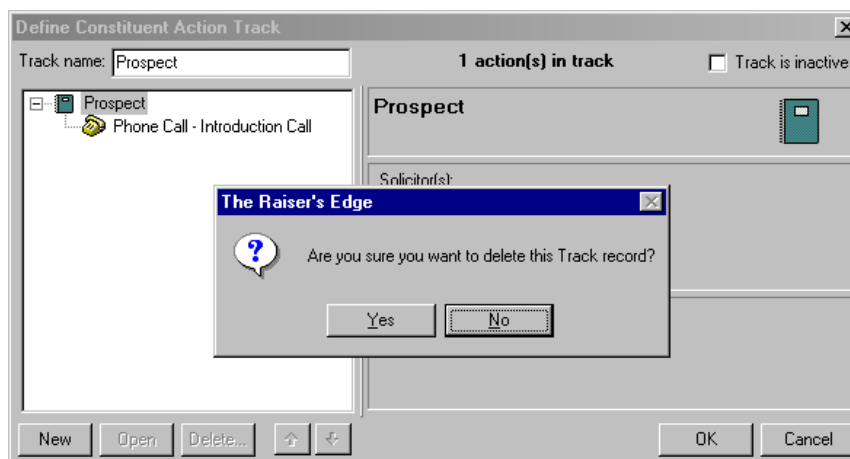 Define Constituent Action Track
Track name: Prospect 1 action(s) in track Track is inactive
Prospect
Phone Call - Introduction Call
Prospect
Solicitor(s):
The Raiser's Edge
Are you sure you want to delete this Track record?
Yes No
New Open Delete... OK Cancel